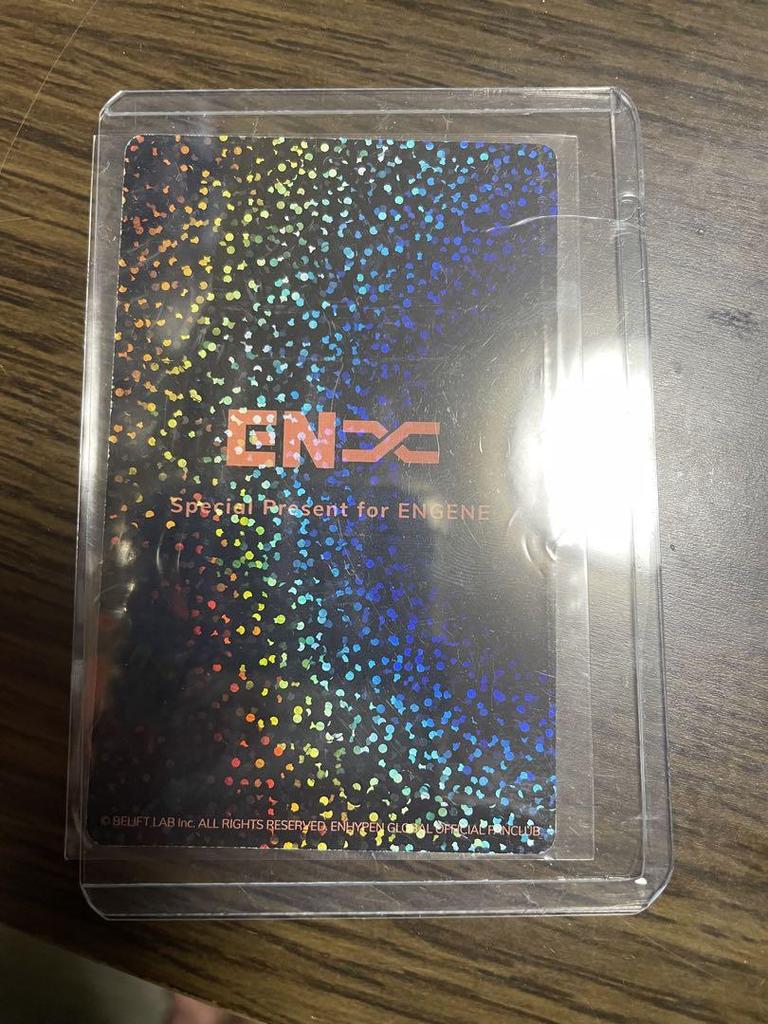 EN
Special Present for ENGENE
© BELIFT LAB Inc. ALL RIGHTS RESERVED. ENHYPEN GLOBAL OFFICIAL FANCLUB